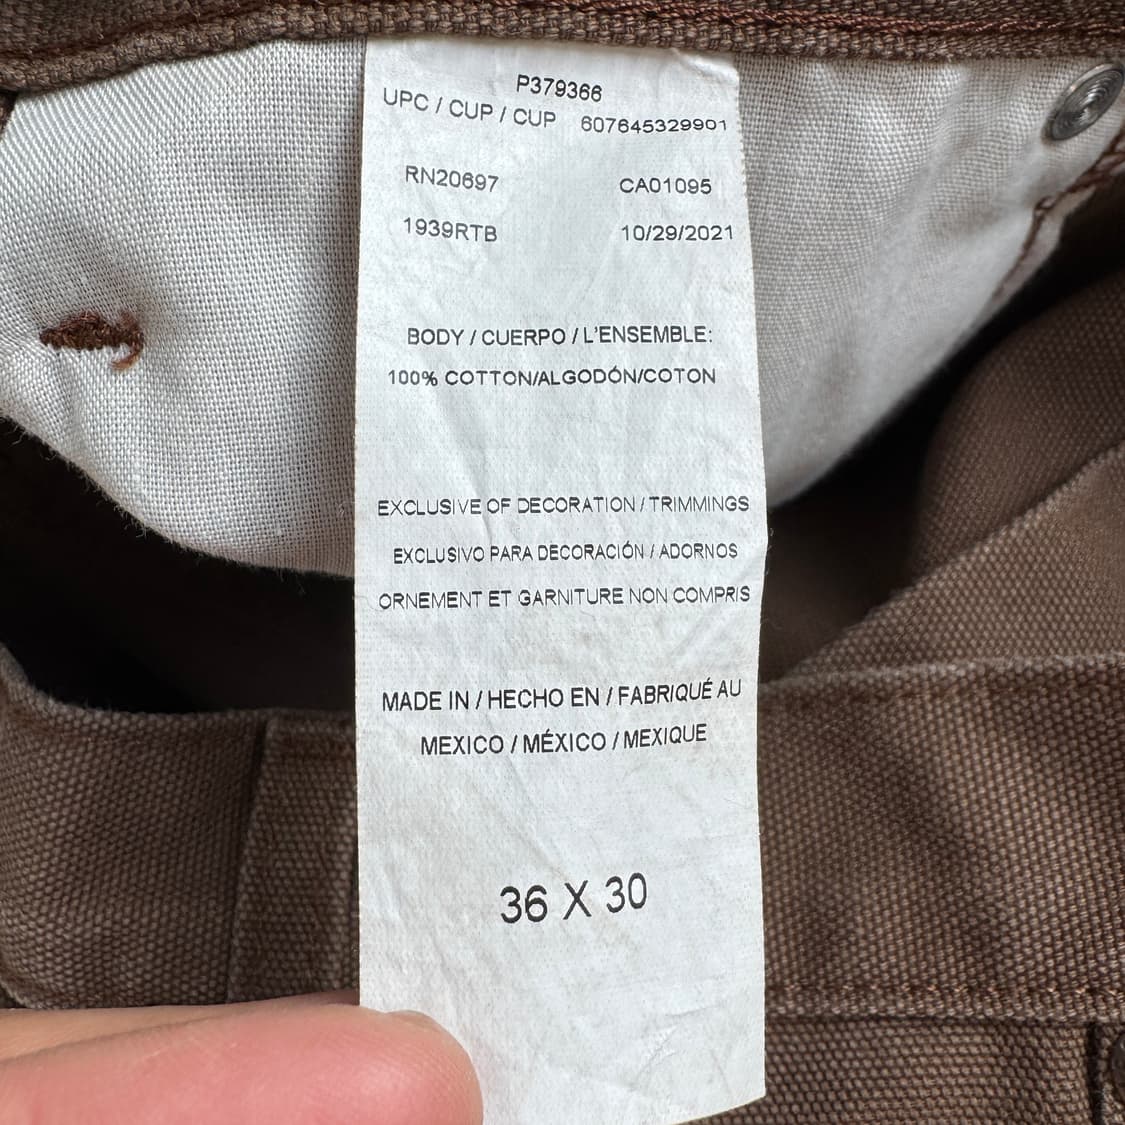 P379366
UPC / CUP / CUP 607645329901
RN20697 CA01095
1939RTB 10/29/2021
BODY / CUERPO / L'ENSEMBLE:
100% COTTON/ALGODÓN/COTON
EXCLUSIVE OF DECORATION / TRIMMINGS
EXCLUSIVO PARA DECORACIÓN / ADORNOS
ORNEMENT ET GARNITURE NON COMPRIS
MADE IN / HECHO EN / FABRIQUÉ AU
MEXICO / MÉXICO / MEXIQUE
36 X 30